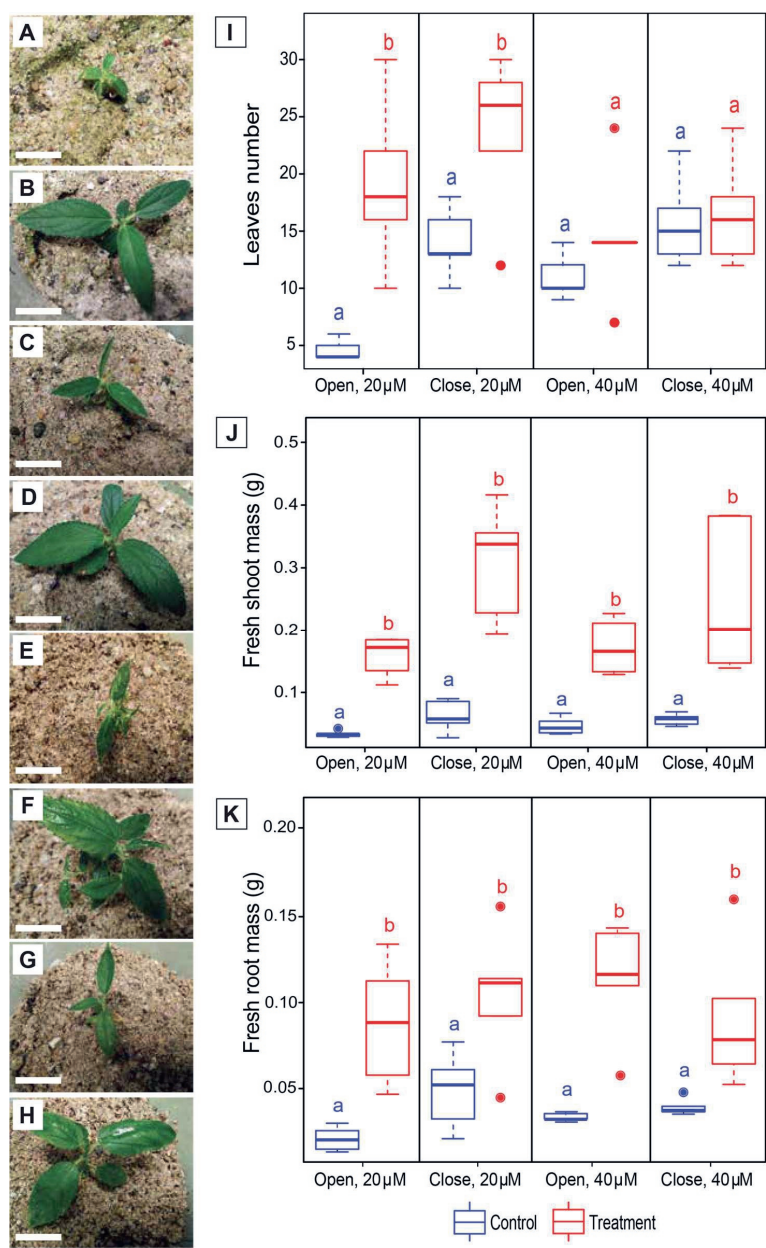 A
B
C
D
E
F
G
H
I
Leaves number
30
25
20
15
10
5
a
b
a
b
a
a
a
a
Open, 20µM
Close, 20µM
Open, 40µM
Close, 40µM
J
Fresh shoot mass (g)
0.5
0.4
0.3
0.2
0.1
a
b
a
b
a
b
a
b
Open, 20µM
Close, 20µM
Open, 40µM
Close, 40µM
K
Fresh root mass (g)
0.20
0.15
0.10
0.05
a
b
a
b
a
b
a
b
Open, 20µM
Close, 20µM
Open, 40µM
Close, 40µM
Control
Treatment